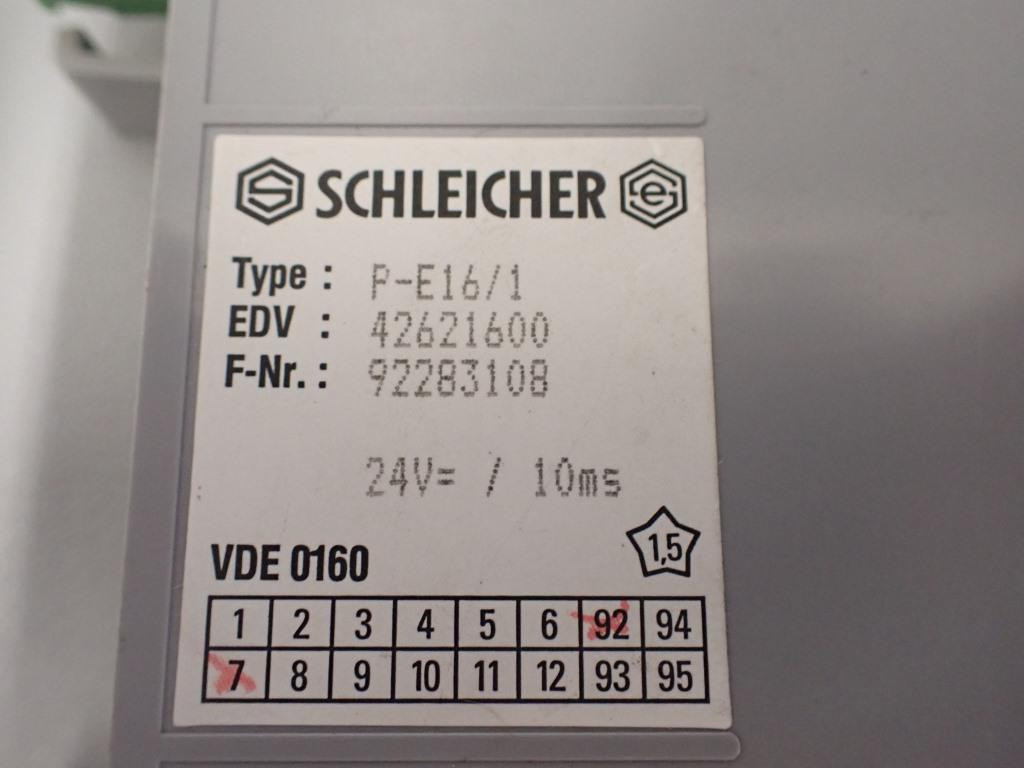 SCHLEICHER
Type : P-E16/1
EDV : 42621600
F-Nr. : 92283108
24V= / 10ms
1,5
VDE 0160
1 2 3 4 5 6 92 94
7 8 9 10 11 12 93 95